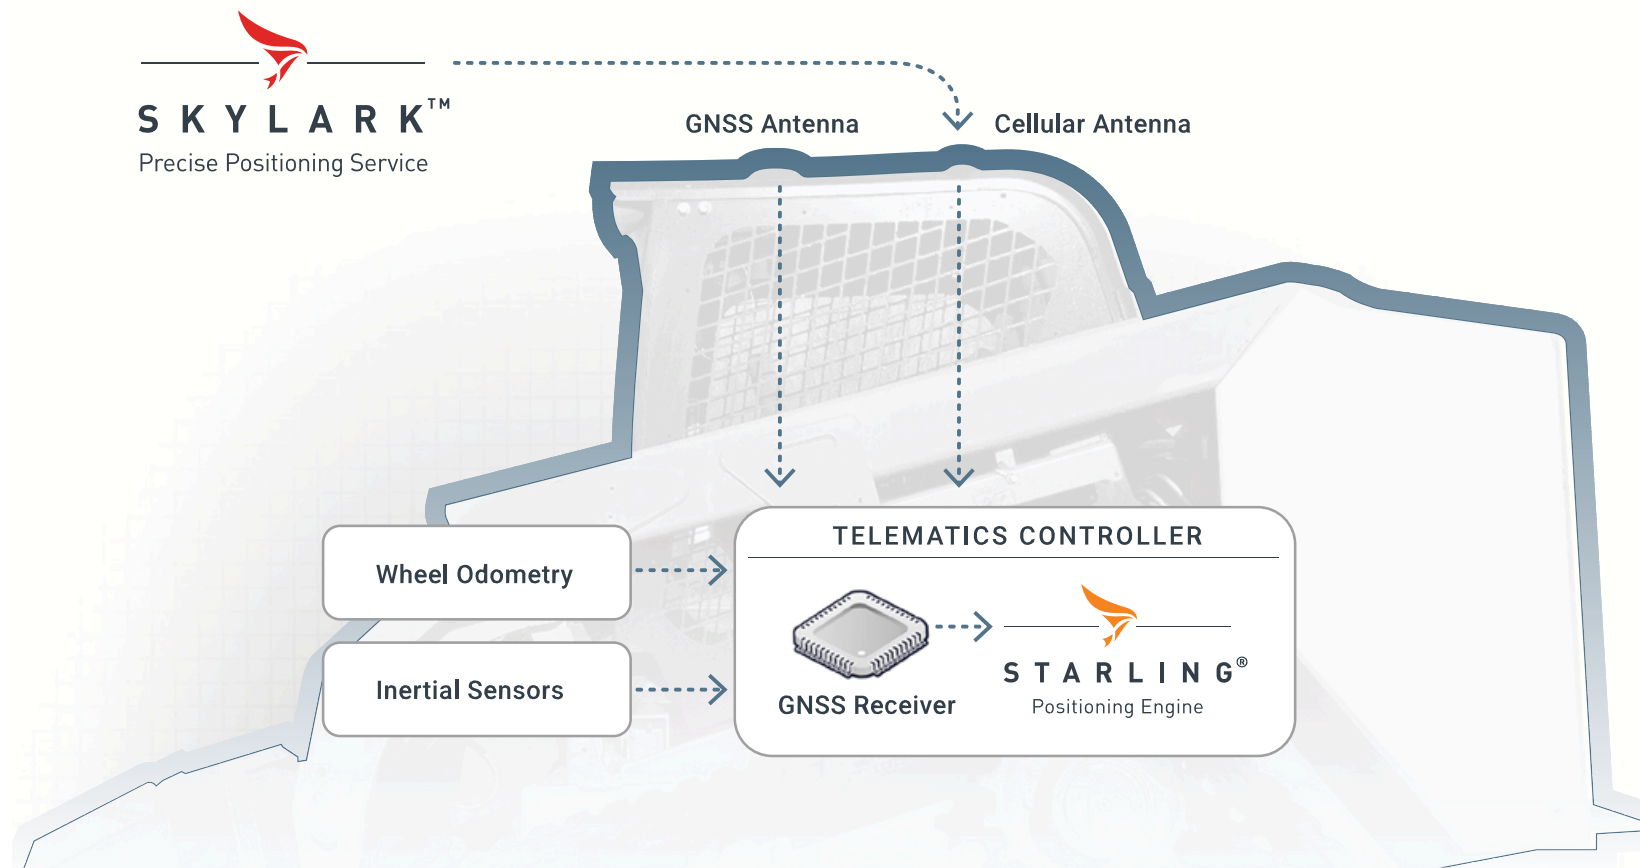 SKYLARK™
Precise Positioning Service
GNSS Antenna
Cellular Antenna
Wheel Odometry
Inertial Sensors
TELEMATICS CONTROLLER
GNSS Receiver
STARLING®
Positioning Engine